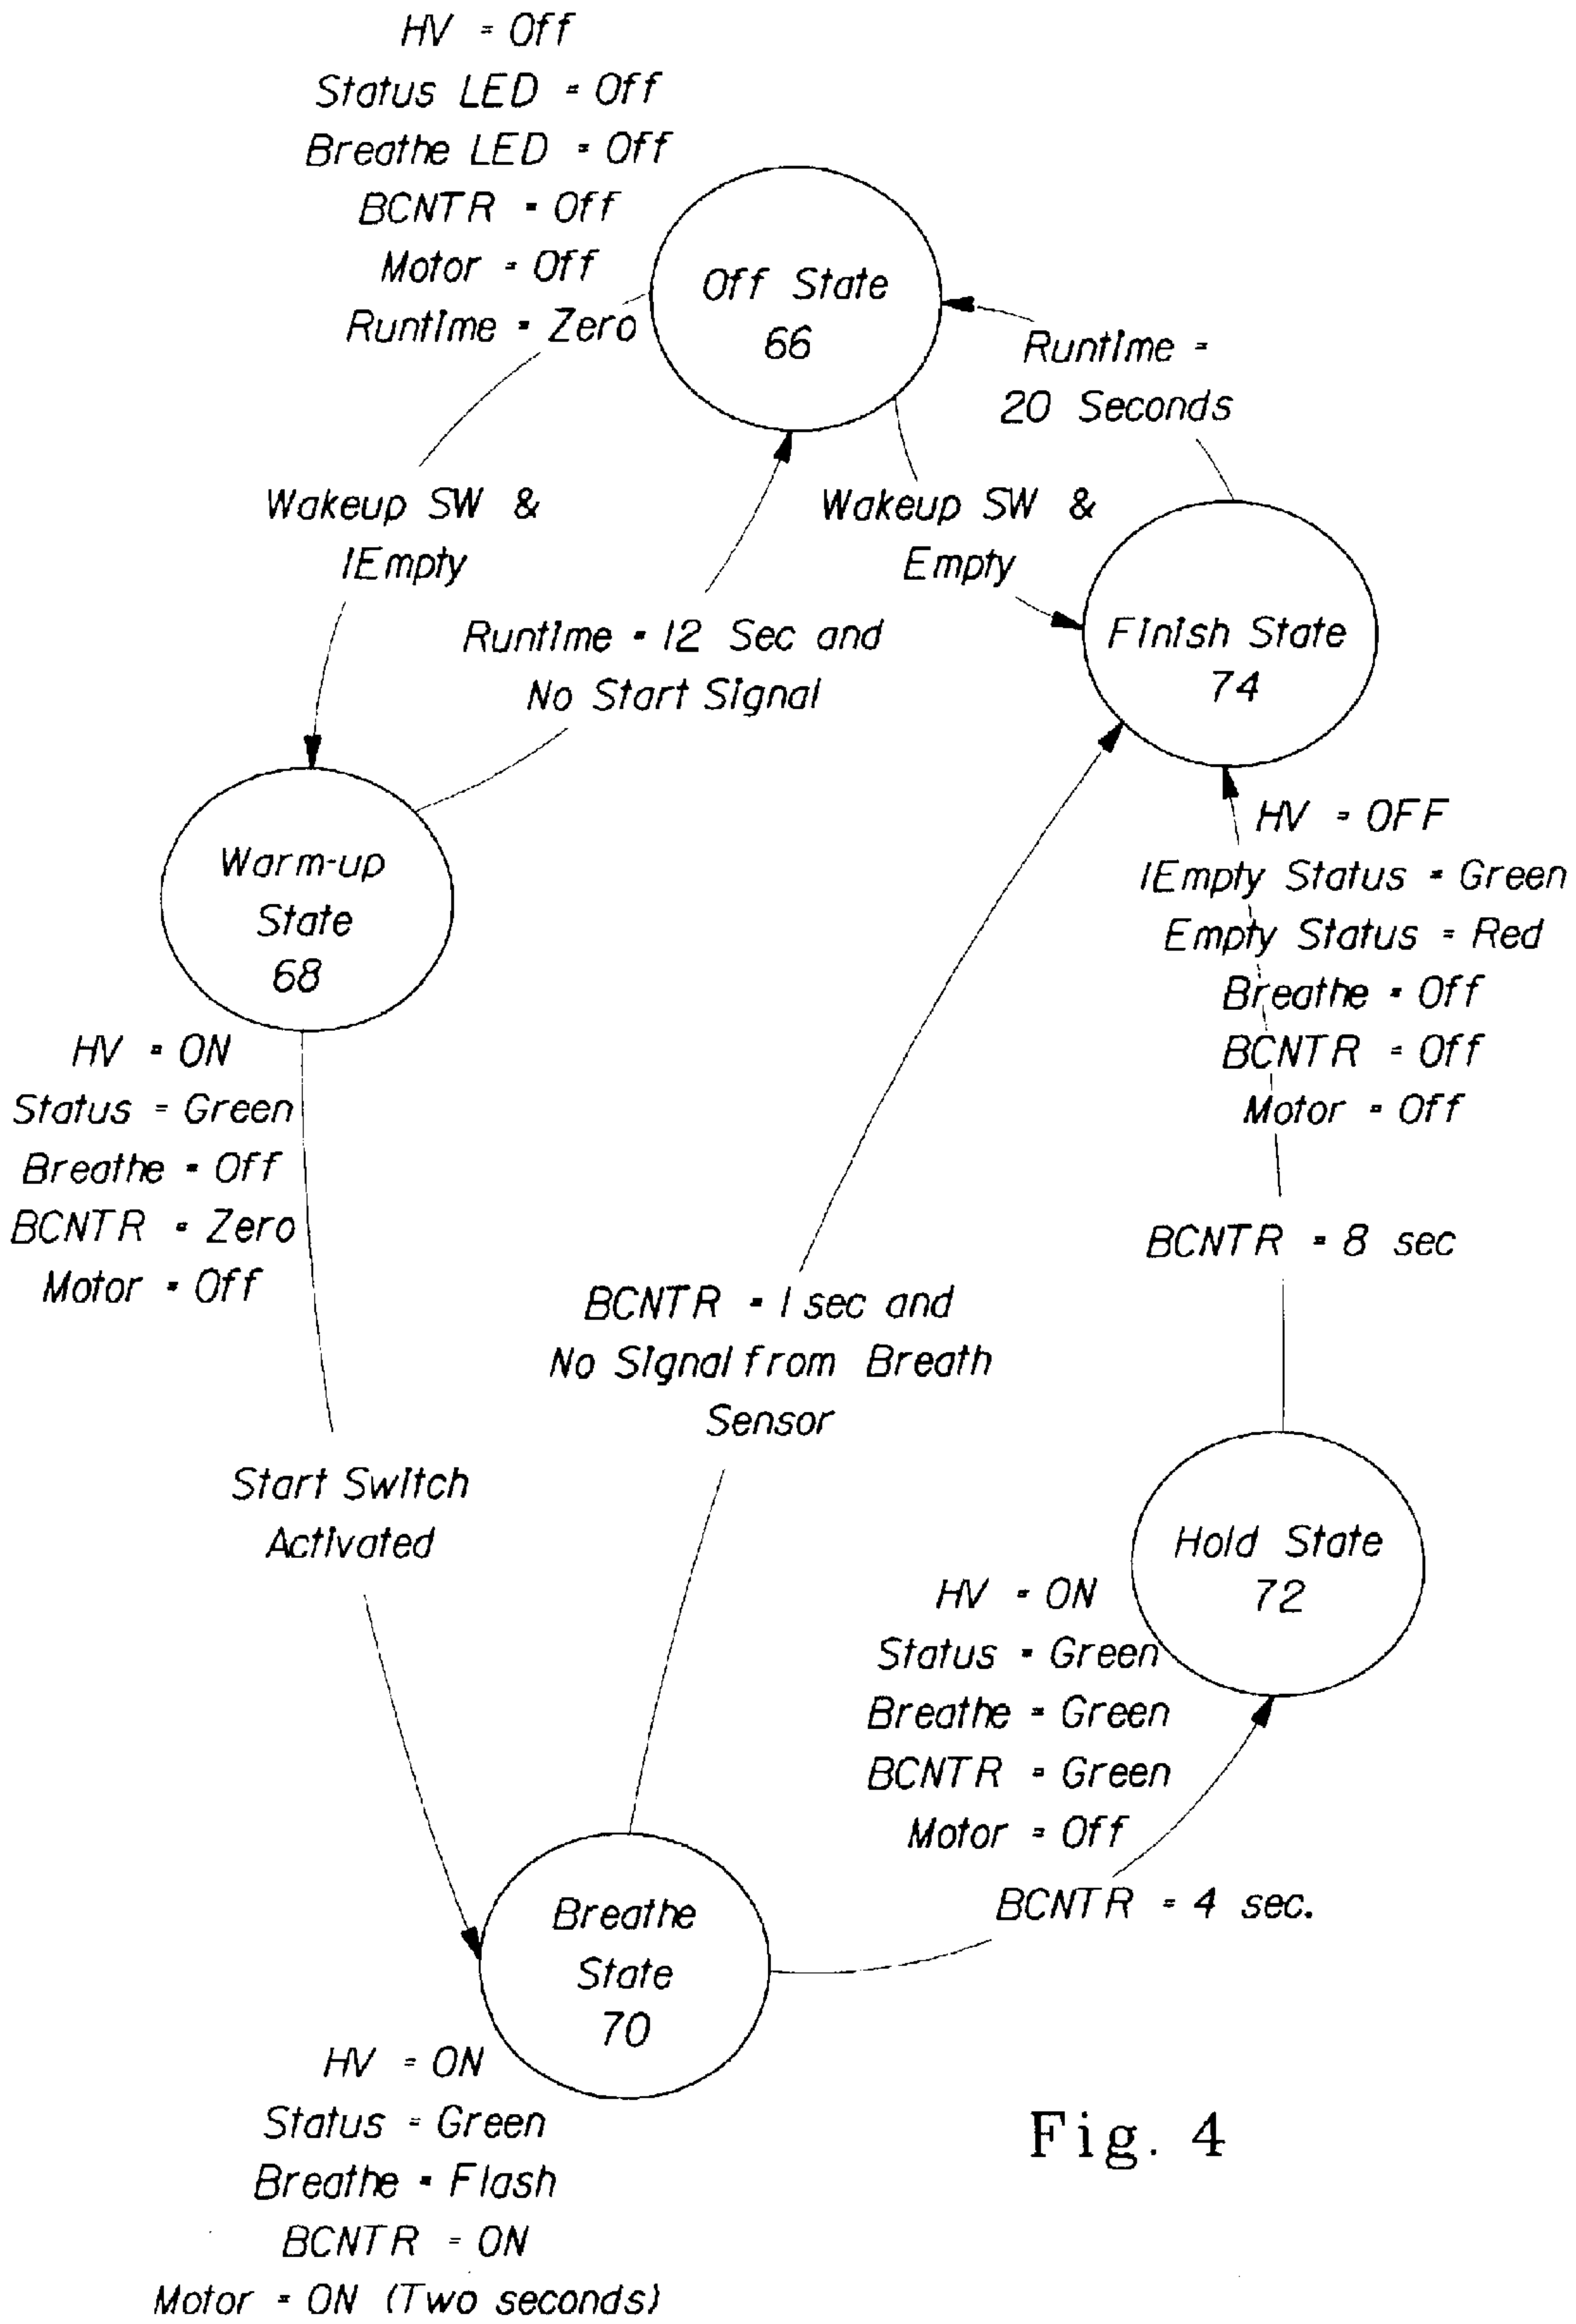 HV = Off
Status LED = Off
Breathe LED = Off
BCNTR = Off
Motor = Off
Runtime = Zero
Off State
66
Runtime =
20 Seconds
Wakeup SW &
!Empty
Wakeup SW &
Empty
Runtime = 12 Sec and
No Start Signal
Finish State
74
Warm-up
State
68
HV = OFF
!Empty Status = Green
Empty Status = Red
Breathe = Off
BCNTR = Off
Motor = Off
HV = ON
Status = Green
Breathe = Off
BCNTR = Zero
Motor = Off
BCNTR = 8 sec
BCNTR = 1 sec and
No Signal from Breath
Sensor
Start Switch
Activated
Hold State
72
HV = ON
Status = Green
Breathe = Green
BCNTR = Green
Motor = Off
BCNTR = 4 sec.
Breathe
State
70
HV = ON
Status = Green
Breathe = Flash
BCNTR = ON
Motor = ON (Two seconds)
Fig. 4